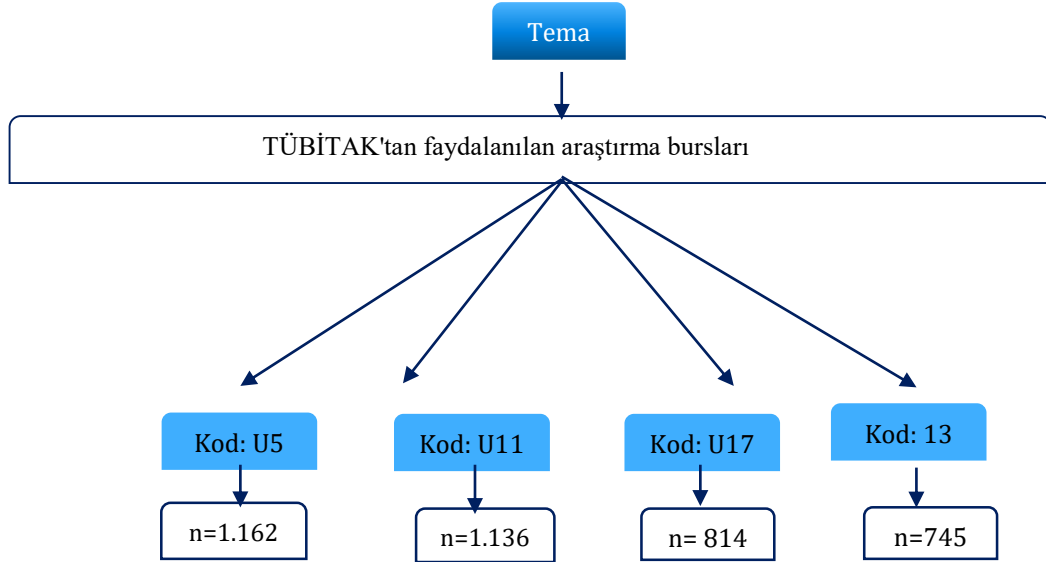 Tema
TÜBİTAK'tan faydalanılan araştırma bursları
Kod: U5
Kod: U11
Kod: U17
Kod: 13
n=1.162
n=1.136
n= 814
n=745